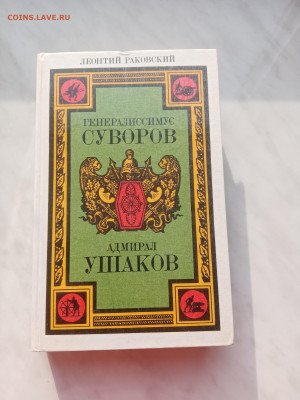 COINS.LAVE.RU
ЛЕОНТИЙ РАКОВСКИЙ
ГЕНЕРАЛИССИМУС
СУВОРОВ
АДМИРАЛ
УШАКОВ